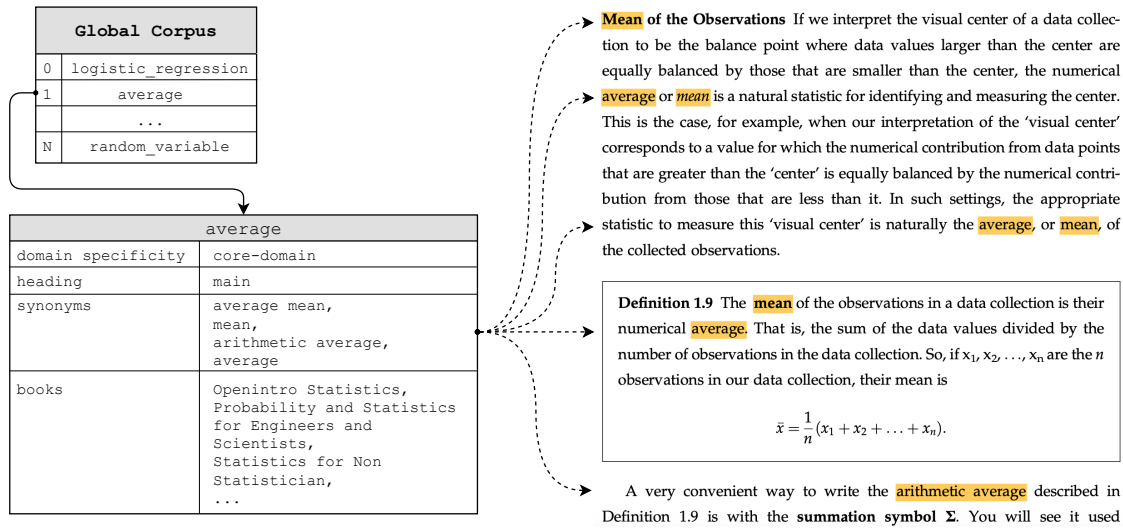 Global Corpus
0 logistic_regression
1 average
...
N random_variable
average
domain specificity core-domain
heading main
synonyms average mean,
mean,
arithmetic average,
average
books Openintro Statistics,
Probability and Statistics
for Engineers and
Scientists,
Statistics for Non
Statistician,
...
Mean of the Observations If we interpret the visual center of a data collec-
tion to be the balance point where data values larger than the center are
equally balanced by those that are smaller than the center, the numerical
average or mean is a natural statistic for identifying and measuring the center.
This is the case, for example, when our interpretation of the ‘visual center’
corresponds to a value for which the numerical contribution from data points
that are greater than the ‘center’ is equally balanced by the numerical contri-
bution from those that are less than it. In such settings, the appropriate
statistic to measure this ‘visual center’ is naturally the average, or mean, of
the collected observations.
Definition 1.9 The mean of the observations in a data collection is their
numerical average. That is, the sum of the data values divided by the
number of observations in the data collection. So, if x₁, x₂, . . ., xₙ are the n
observations in our data collection, their mean is
x̄ = 1/n (x₁ + x₂ + . . . + xₙ).
A very convenient way to write the arithmetic average described in
Definition 1.9 is with the summation symbol Σ. You will see it used